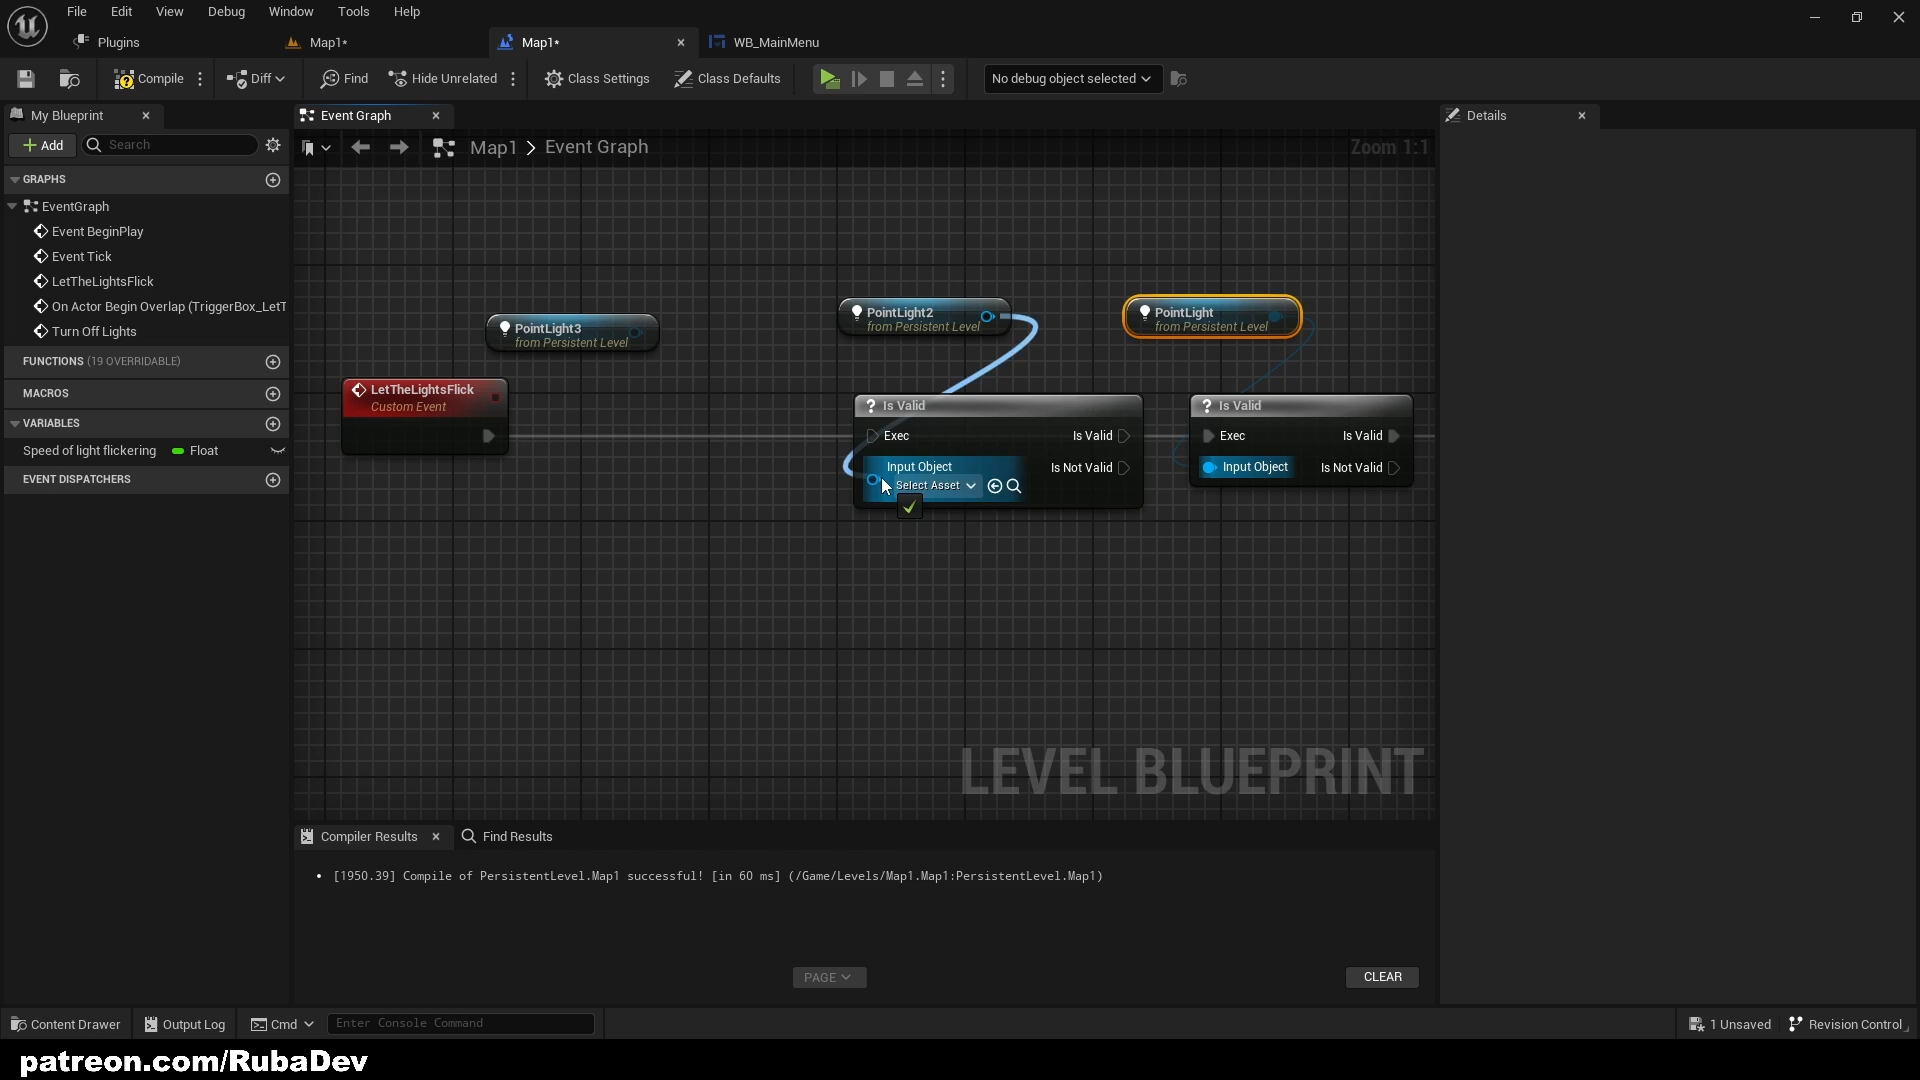 File Edit View Debug Window Tools Help
Plugins Map1* Map1* WB_MainMenu
Compile Diff Find Hide Unrelated Class Settings Class Defaults No debug object selected
My Blueprint Event Graph Details
Add Search
Map1 > Event Graph Zoom 1:1
GRAPHS
EventGraph
Event BeginPlay
Event Tick
LetTheLightsFlick
On Actor Begin Overlap (TriggerBox_LetT
Turn Off Lights
FUNCTIONS (19 OVERRIDABLE)
MACROS
VARIABLES
Speed of light flickering Float
EVENT DISPATCHERS
PointLight3
from Persistent Level
PointLight2
from Persistent Level
PointLight
from Persistent Level
LetTheLightsFlick
Custom Event
Is Valid
Exec Is Valid
Input Object Is Not Valid
Select Asset
Is Valid
Exec Is Valid
Input Object Is Not Valid
LEVEL BLUEPRINT
Compiler Results Find Results
• [1950.39] Compile of PersistentLevel.Map1 successful! [in 60 ms] (/Game/Levels/Map1.Map1:PersistentLevel.Map1)
PAGE CLEAR
Content Drawer Output Log Cmd Enter Console Command 1 Unsaved Revision Control
patreon.com/RubaDev